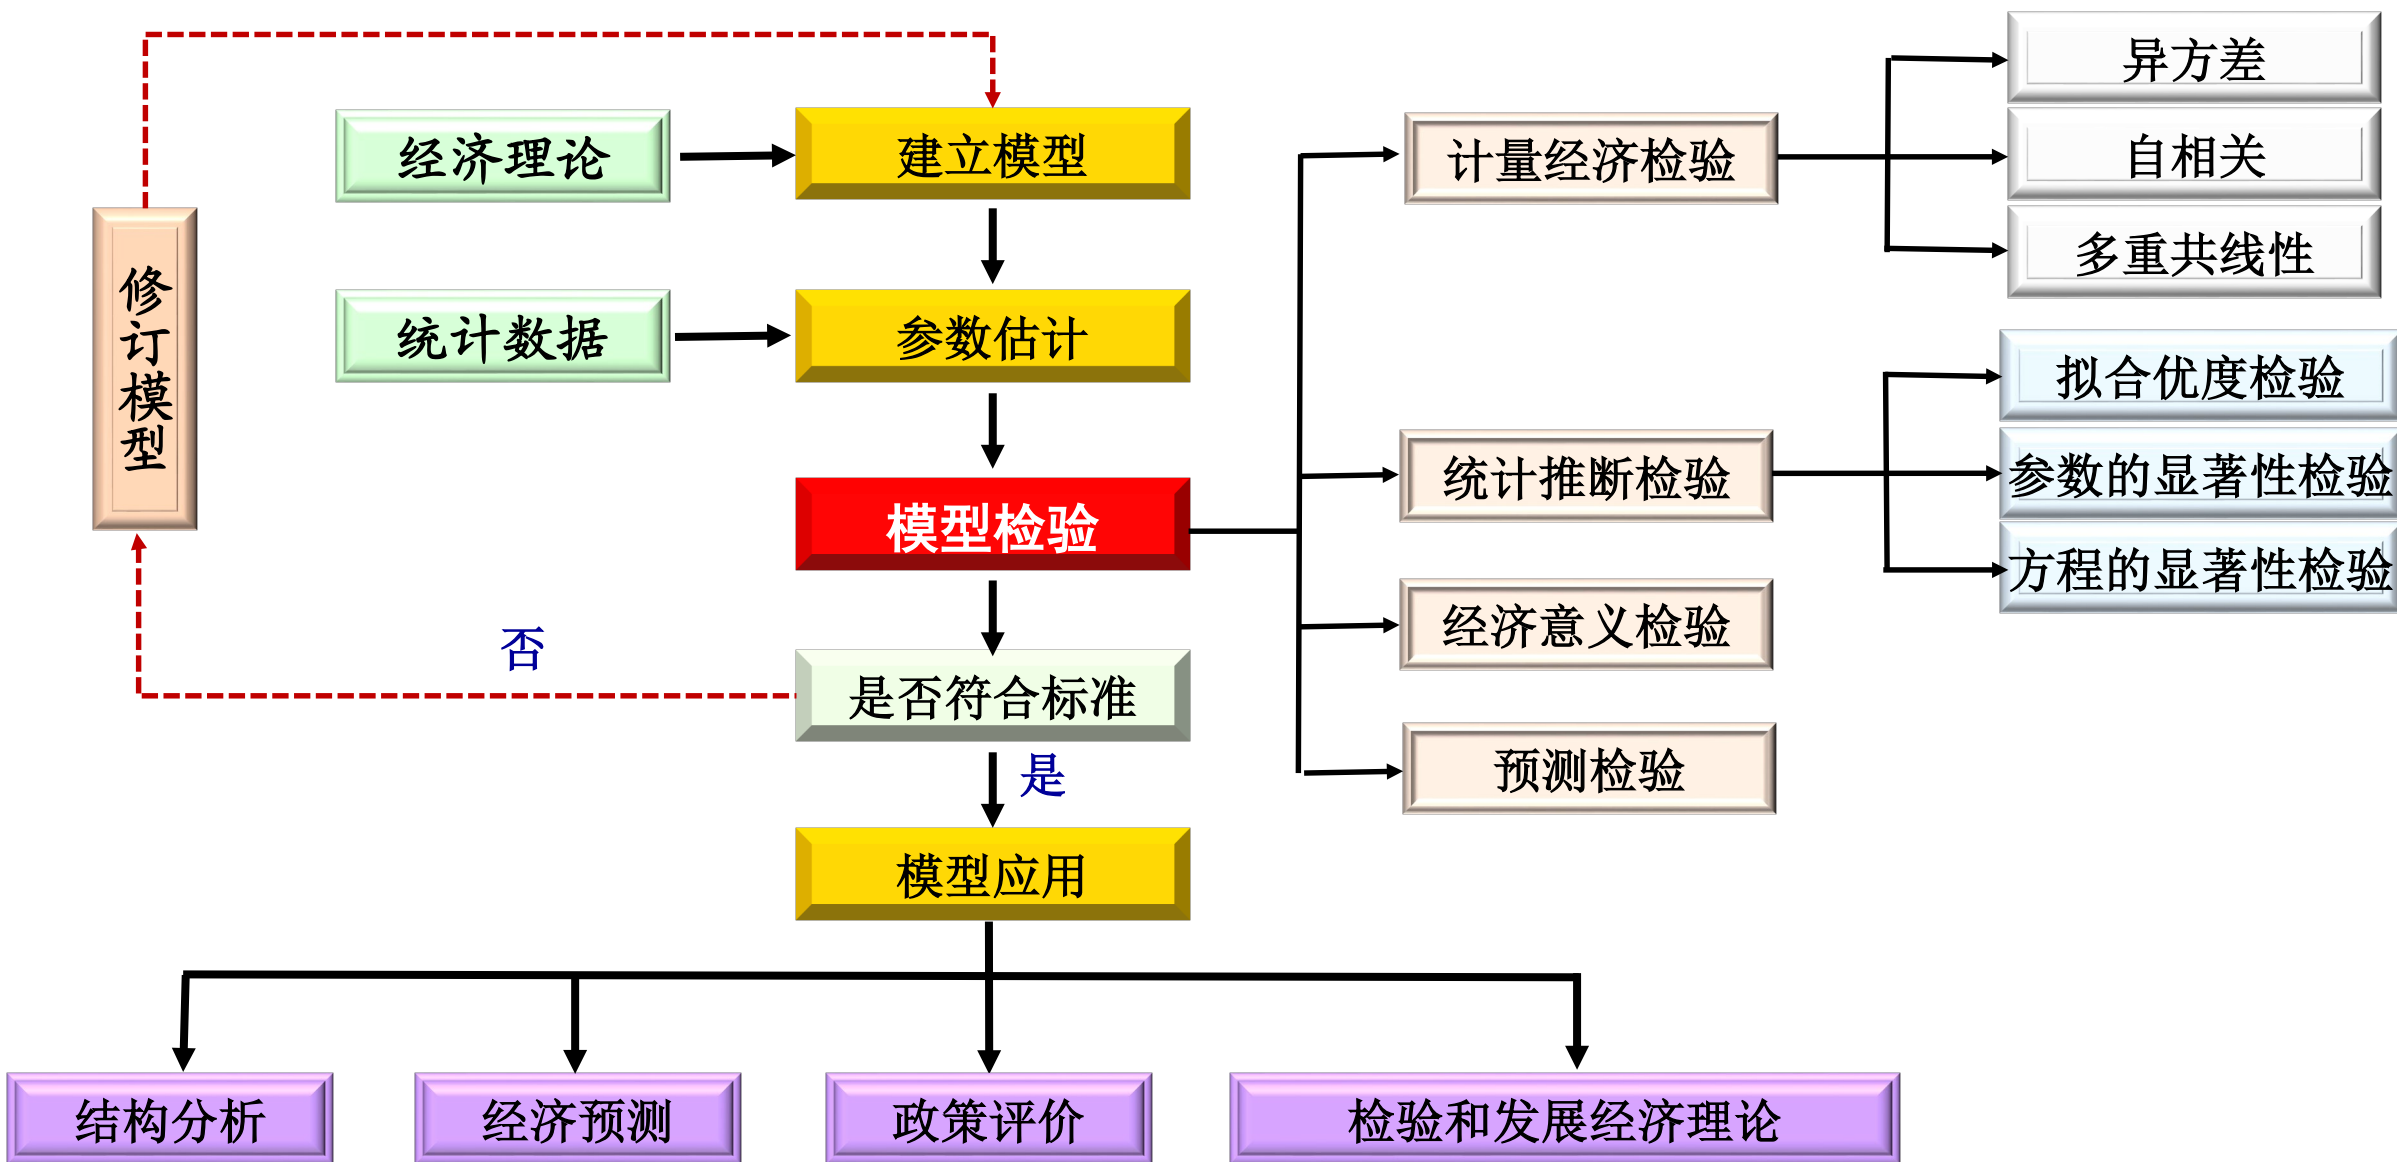 经济理论
建立模型
统计数据
参数估计
修订模型
模型检验
否
是否符合标准
是
模型应用
计量经济检验
异方差
自相关
多重共线性
统计推断检验
拟合优度检验
参数的显著性检验
方程的显著性检验
经济意义检验
预测检验
结构分析
经济预测
政策评价
检验和发展经济理论